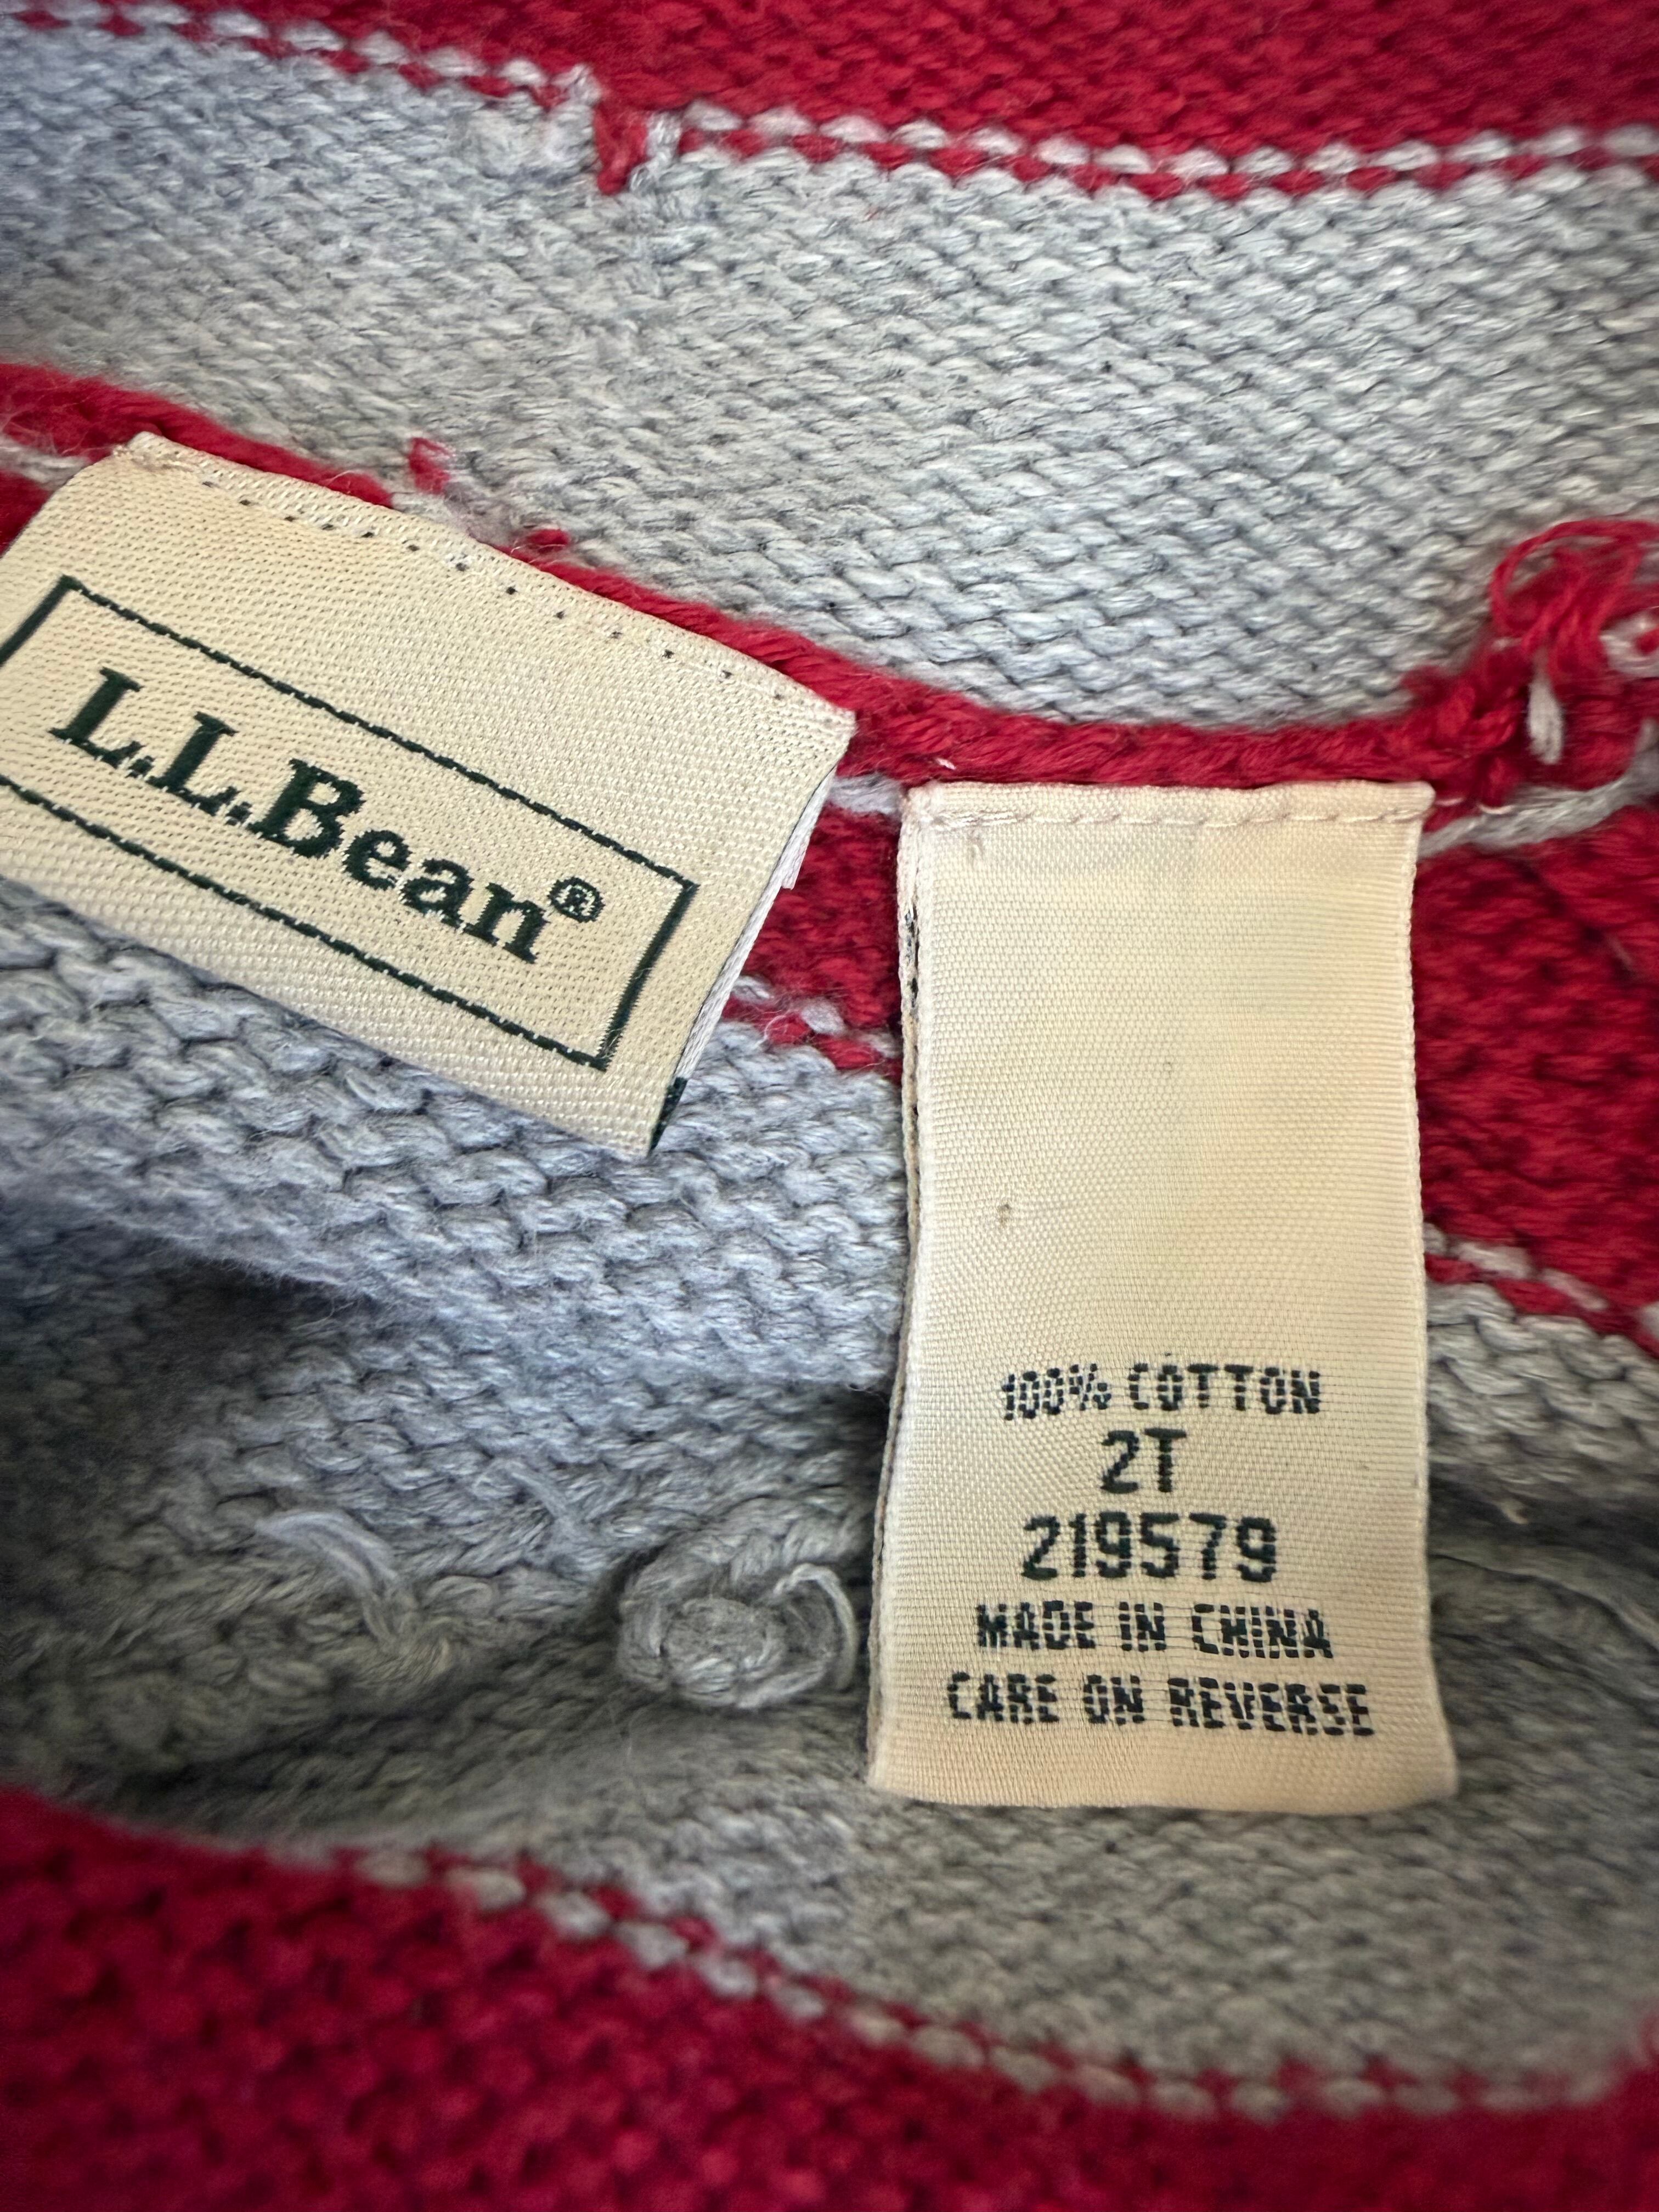 L.L.Bean®
100% COTTON
2T
219579
MADE IN CHINA
CARE ON REVERSE